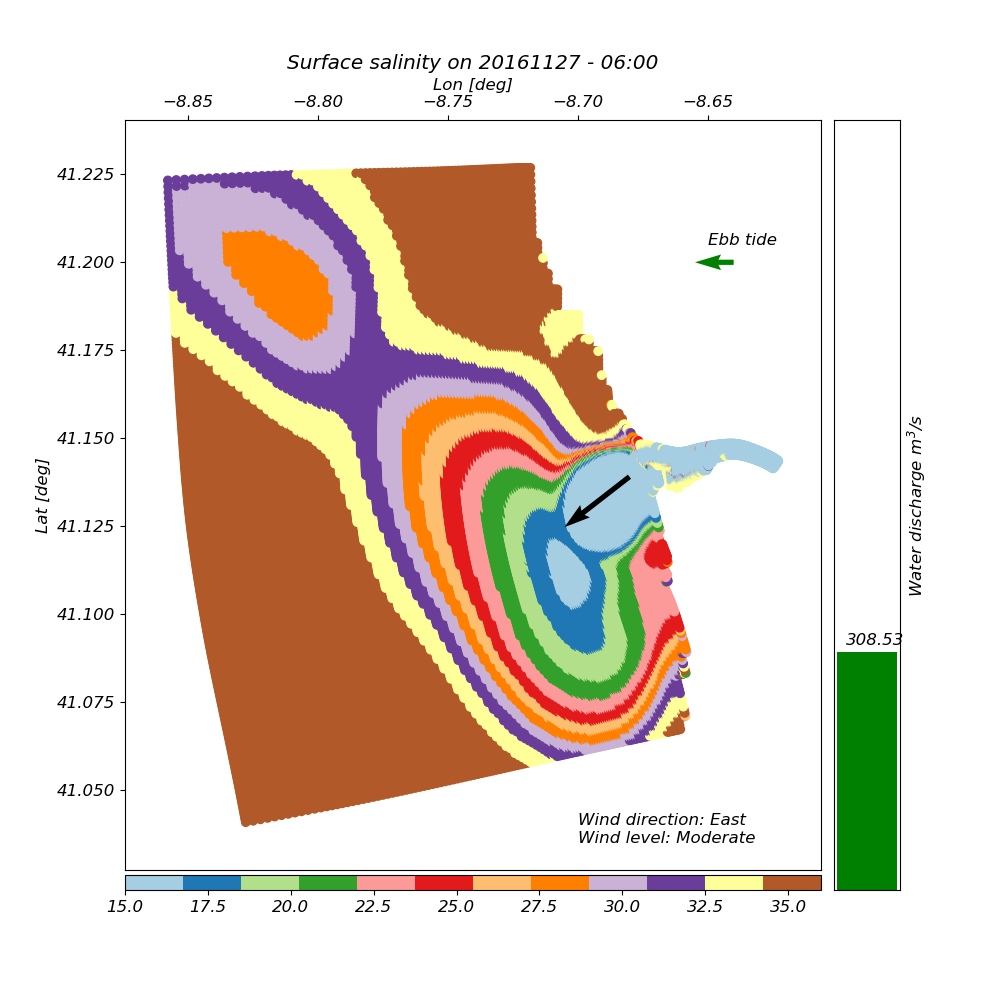 Surface salinity on 20161127 - 06:00
Lon [deg]
−8.85 −8.80 −8.75 −8.70 −8.65
41.225
41.200
41.175
41.150
41.125
41.100
41.075
41.050
Lat [deg]
Ebb tide
Wind direction: East
Wind level: Moderate
308.53
Water discharge m³/s
15.0 17.5 20.0 22.5 25.0 27.5 30.0 32.5 35.0